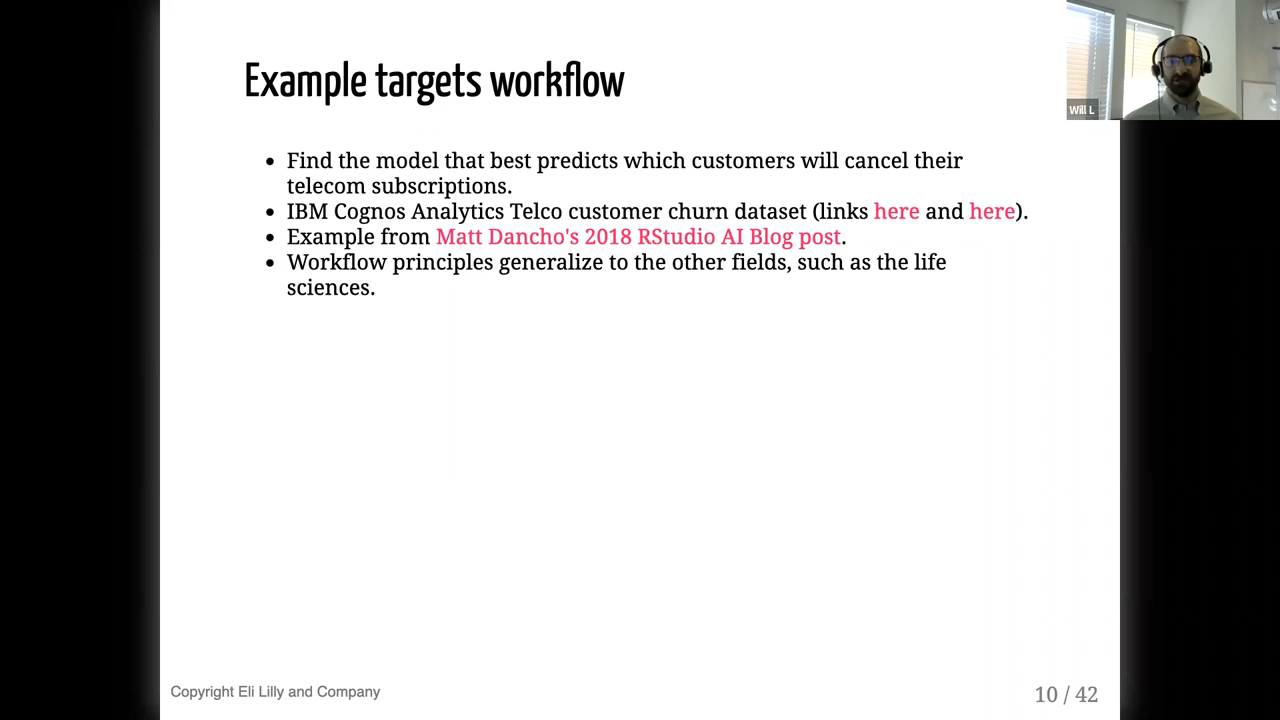 Example targets workflow
Will L
• Find the model that best predicts which customers will cancel their
telecom subscriptions.
• IBM Cognos Analytics Telco customer churn dataset (links here and here).
• Example from Matt Dancho's 2018 RStudio AI Blog post.
• Workflow principles generalize to the other fields, such as the life
sciences.
Copyright Eli Lilly and Company
10 / 42